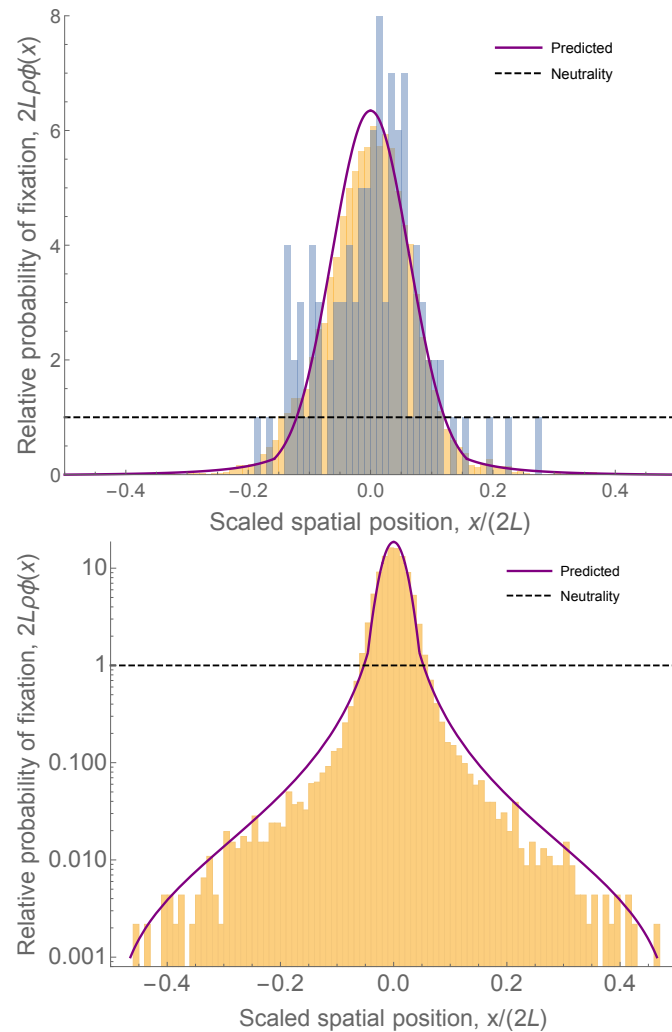 Relative probability of fixation, 2Lρϕ(x)
8
6
4
2
0
Predicted
Neutrality
−0.4
−0.2
0.0
0.2
0.4
Scaled spatial position, x/(2L)
Relative probability of fixation, 2Lρϕ(x)
10
1
0.100
0.010
0.001
Predicted
Neutrality
−0.4
−0.2
0.0
0.2
0.4
Scaled spatial position, x/(2L)